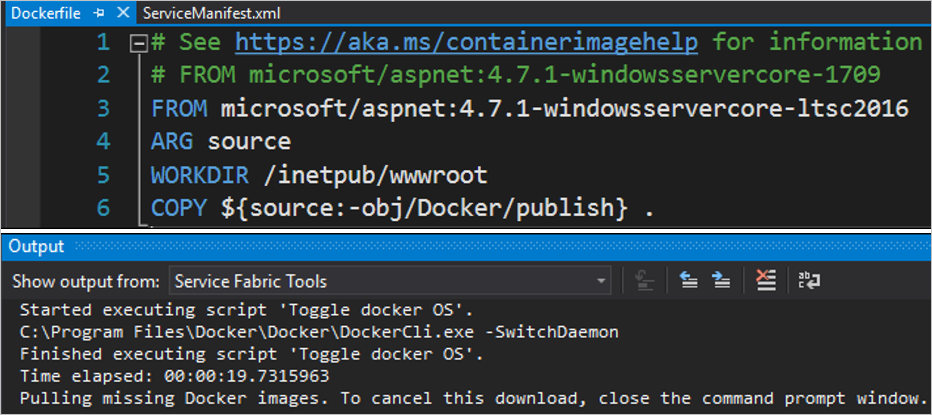 Dockerfile ServiceManifest.xml
1 # See https://aka.ms/containerimagehelp for information
2 # FROM microsoft/aspnet:4.7.1-windowsservercore-1709
3 FROM microsoft/aspnet:4.7.1-windowsservercore-ltsc2016
4 ARG source
5 WORKDIR /inetpub/wwwroot
6 COPY ${source:-obj/Docker/publish} .
Output
Show output from: Service Fabric Tools
Started executing script 'Toggle docker OS'.
C:\Program Files\Docker\Docker\DockerCli.exe -SwitchDaemon
Finished executing script 'Toggle docker OS'.
Time elapsed: 00:00:19.7315963
Pulling missing Docker images. To cancel this download, close the command prompt window.